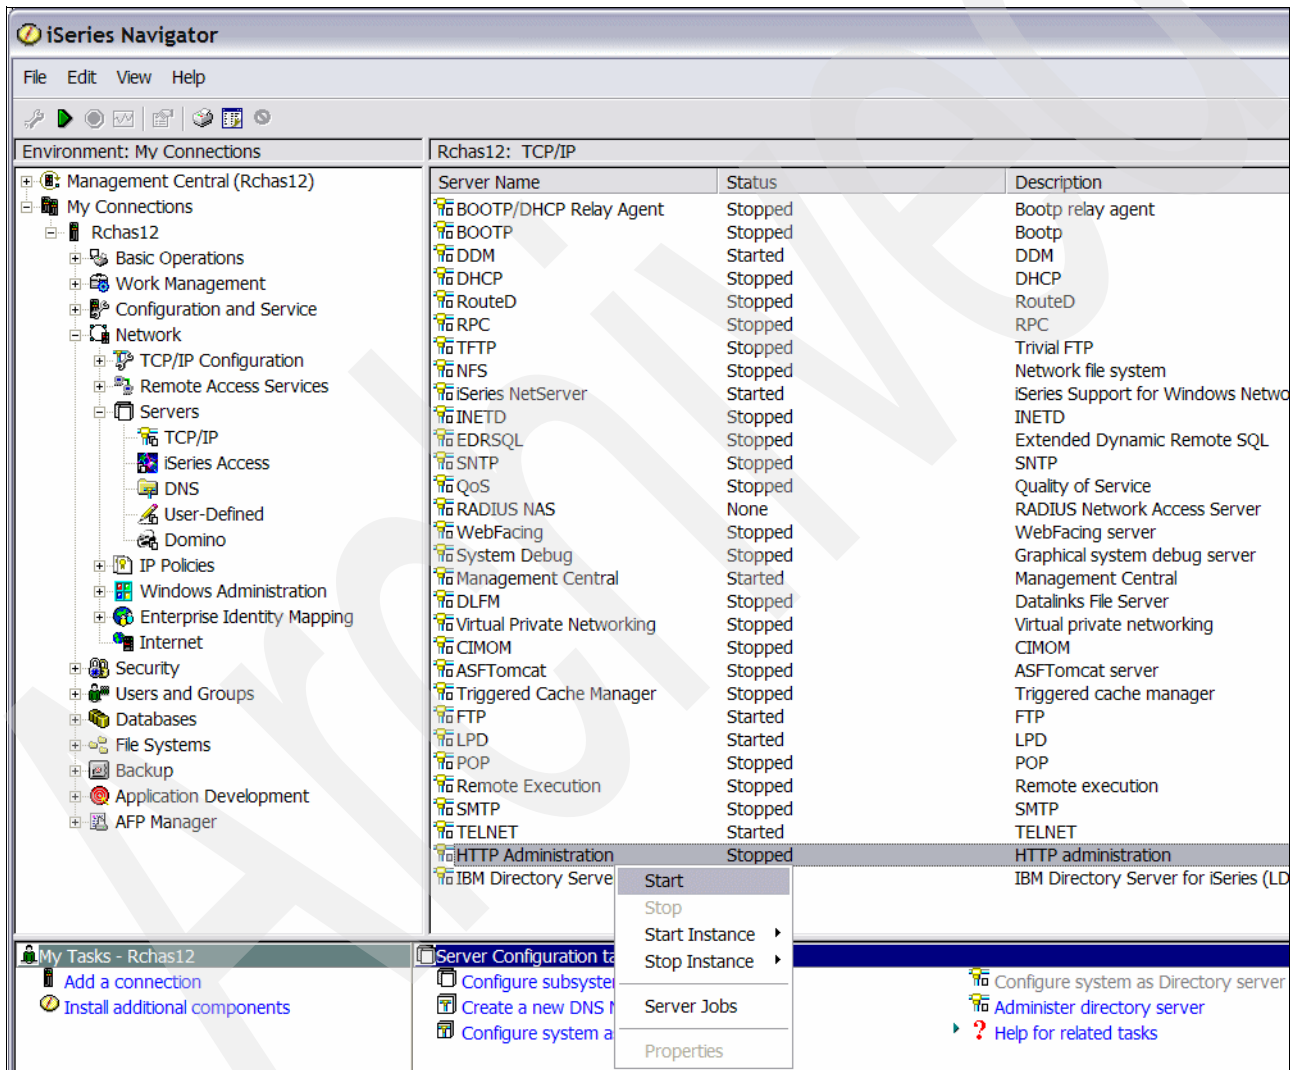 iSeries Navigator
File Edit View Help
Environment: My Connections
Rchas12: TCP/IP
Management Central (Rchas12)
My Connections
Rchas12
Basic Operations
Work Management
Configuration and Service
Network
TCP/IP Configuration
Remote Access Services
Servers
TCP/IP
iSeries Access
DNS
User-Defined
Domino
IP Policies
Windows Administration
Enterprise Identity Mapping
Internet
Security
Users and Groups
Databases
File Systems
Backup
Application Development
AFP Manager
Server Name Status Description
BOOTP/DHCP Relay Agent Stopped Bootp relay agent
BOOTP Stopped Bootp
DDM Started DDM
DHCP Stopped DHCP
RouteD Stopped RouteD
RPC Stopped RPC
TFTP Stopped Trivial FTP
NFS Stopped Network file system
iSeries NetServer Started iSeries Support for Windows Netwo
INETD Stopped INETD
EDRSQL Stopped Extended Dynamic Remote SQL
SNTP Stopped SNTP
QoS Stopped Quality of Service
RADIUS NAS None RADIUS Network Access Server
WebFacing Stopped WebFacing server
System Debug Stopped Graphical system debug server
Management Central Started Management Central
DLFM Stopped Datalinks File Server
Virtual Private Networking Stopped Virtual private networking
CIMOM Stopped CIMOM
ASFTomcat Stopped ASFTomcat server
Triggered Cache Manager Stopped Triggered cache manager
FTP Started FTP
LPD Started LPD
POP Stopped POP
Remote Execution Stopped Remote execution
SMTP Stopped SMTP
TELNET Started TELNET
HTTP Administration Stopped HTTP administration
IBM Directory Serve IBM Directory Server for iSeries (LD
Start
Stop
Start Instance
Stop Instance
Server Jobs
Properties
My Tasks - Rchas12
Add a connection
Install additional components
Server Configuration ta
Configure subsyste
Create a new DNS N
Configure system a
Configure system as Directory server
Administer directory server
Help for related tasks
Archived